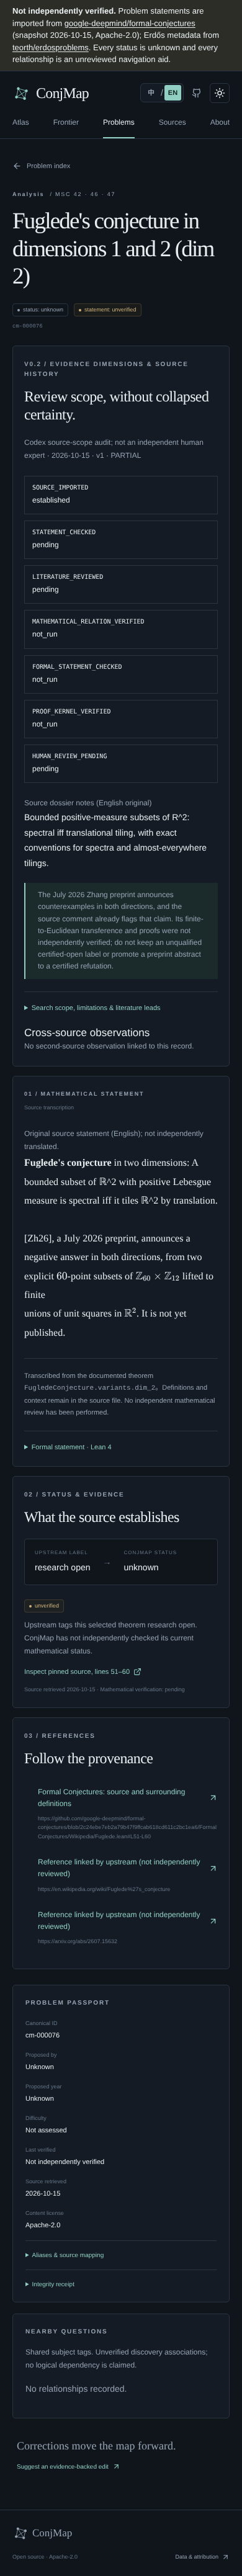 Not independently verified. Problem statements are
imported from google-deepmind/formal-conjectures
(snapshot 2026-10-15, Apache-2.0); Erdős metadata from
teorth/erdosproblems. Every status is unknown and every
relationship is an unreviewed navigation aid.
ConjMap
中 / EN
Atlas Frontier Problems Sources About
← Problem index
Analysis / MSC 42 · 46 · 47
Fuglede's conjecture in
dimensions 1 and 2 (dim
2)
status: unknown statement: unverified
cm-000076
V0.2 / EVIDENCE DIMENSIONS & SOURCE
HISTORY
Review scope, without collapsed
certainty.
Codex source-scope audit; not an independent human
expert · 2026-10-15 · v1 · PARTIAL
SOURCE_IMPORTED
established
STATEMENT_CHECKED
pending
LITERATURE_REVIEWED
pending
MATHEMATICAL_RELATION_VERIFIED
not_run
FORMAL_STATEMENT_CHECKED
not_run
PROOF_KERNEL_VERIFIED
not_run
HUMAN_REVIEW_PENDING
pending
Source dossier notes (English original)
Bounded positive-measure subsets of R^2:
spectral iff translational tiling, with exact
conventions for spectra and almost-everywhere
tilings.
The July 2026 Zhang preprint announces
counterexamples in both directions, and the
source comment already flags that claim. Its finite-
to-Euclidean transference and proofs were not
independently verified; do not keep an unqualified
certified-open label or promote a preprint abstract
to a certified refutation.
Search scope, limitations & literature leads
Cross-source observations
No second-source observation linked to this record.
01 / MATHEMATICAL STATEMENT
Source transcription
Original source statement (English); not independently
translated.
Fuglede's conjecture in two dimensions: A
bounded subset of ℝ^2 with positive Lebesgue
measure is spectral iff it tiles ℝ^2 by translation.
[Zh26], a July 2026 preprint, announces a
negative answer in both directions, from two
explicit 60-point subsets of ℤ₆₀ × ℤ₁₂ lifted to
finite
unions of unit squares in ℝ². It is not yet
published.
Transcribed from the documented theorem
FugledeConjecture.variants.dim_2. Definitions and
context remain in the source file. No independent mathematical
review has been performed.
Formal statement · Lean 4
02 / STATUS & EVIDENCE
What the source establishes
UPSTREAM LABEL
research open
→
CONJMAP STATUS
unknown
unverified
Upstream tags this selected theorem research open.
ConjMap has not independently checked its current
mathematical status.
Inspect pinned source, lines 51–60
Source retrieved 2026-10-15 · Mathematical verification: pending
03 / REFERENCES
Follow the provenance
Formal Conjectures: source and surrounding
definitions
Reference linked by upstream (not independently
reviewed)
https://en.wikipedia.org/wiki/Fuglede%27s_conjecture
Reference linked by upstream (not independently
reviewed)
https://arxiv.org/abs/2607.15632
PROBLEM PASSPORT
Canonical ID
cm-000076
Proposed by
Unknown
Proposed year
Unknown
Difficulty
Not assessed
Last verified
Not independently verified
Source retrieved
2026-10-15
Content license
Apache-2.0
Aliases & source mapping
Integrity receipt
NEARBY QUESTIONS
Shared subject tags. Unverified discovery associations;
no logical dependency is claimed.
No relationships recorded.
Corrections move the map forward.
Suggest an evidence-backed edit
ConjMap
Open source · Apache-2.0 Data & attribution